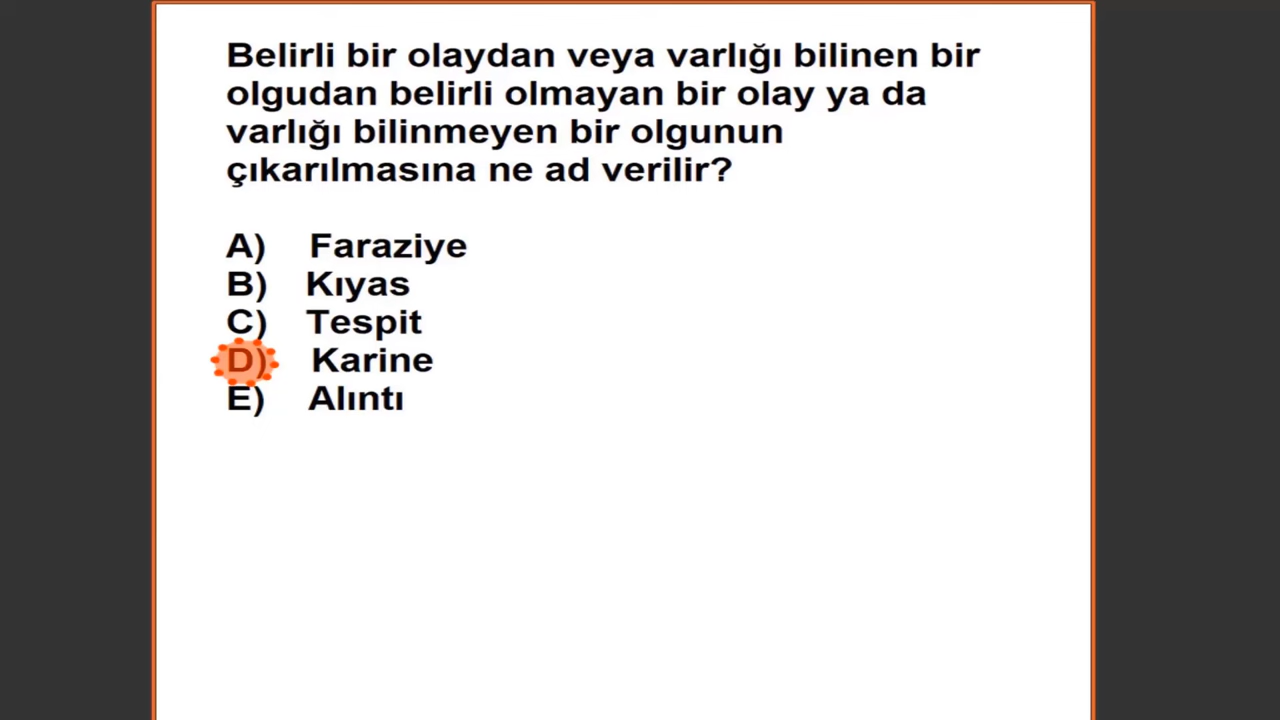 Belirli bir olaydan veya varlığı bilinen bir
olgudan belirli olmayan bir olay ya da
varlığı bilinmeyen bir olgunun
çıkarılmasına ne ad verilir?
A) Faraziye
B) Kıyas
C) Tespit
D) Karine
E) Alıntı